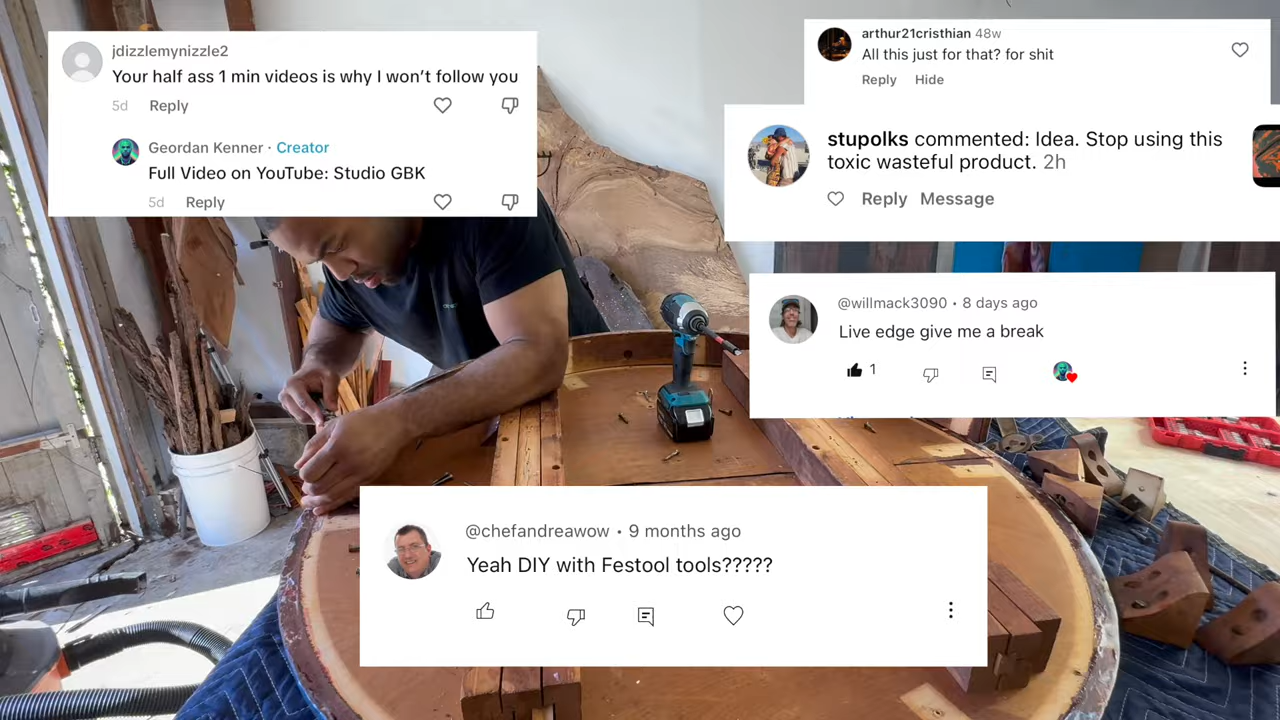 jdizzlemynizzle2
Your half ass 1 min videos is why I won't follow you
5d Reply
Geordan Kenner · Creator
Full Video on YouTube: Studio GBK
5d Reply
arthur21cristhian 48w
All this just for that? for shit
Reply Hide
stupolks commented: Idea. Stop using this
toxic wasteful product. 2h
Reply Message
@willmack3090 • 8 days ago
Live edge give me a break
1
@chefandreawow • 9 months ago
Yeah DIY with Festool tools?????